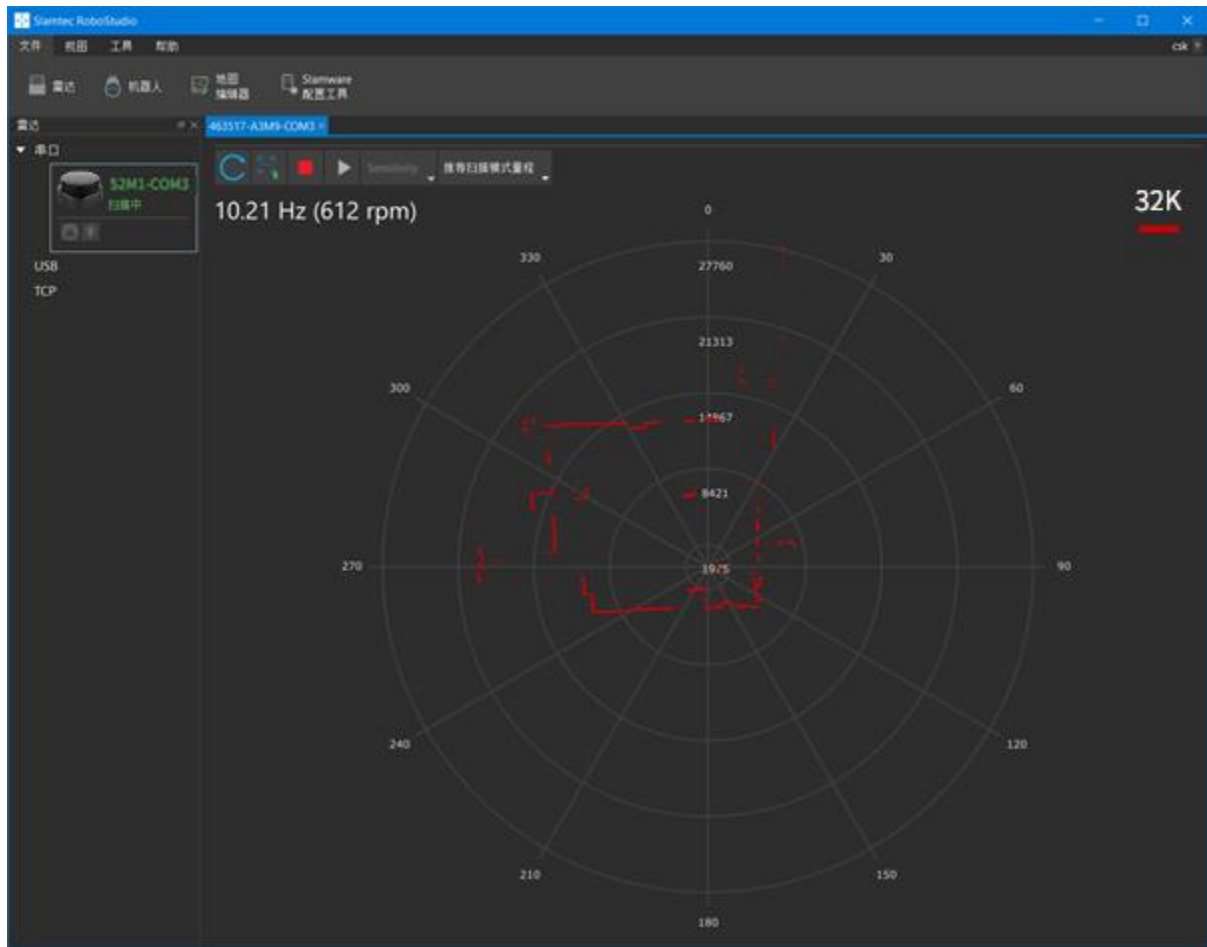 Slamtec RoboStudio
文件 视图 工具 帮助
csk
雷达 机器人 地图 编辑器 Slamware 配置工具
雷达
463517-A3M9-COM3
串口
S2M1-COM3
扫描中
USB
TCP
Sensitivity 推荐扫描模式量程
10.21 Hz (612 rpm)
32K
0
330
30
27760
21313
300
60
14867
8421
270
1975
90
240
120
210
150
180